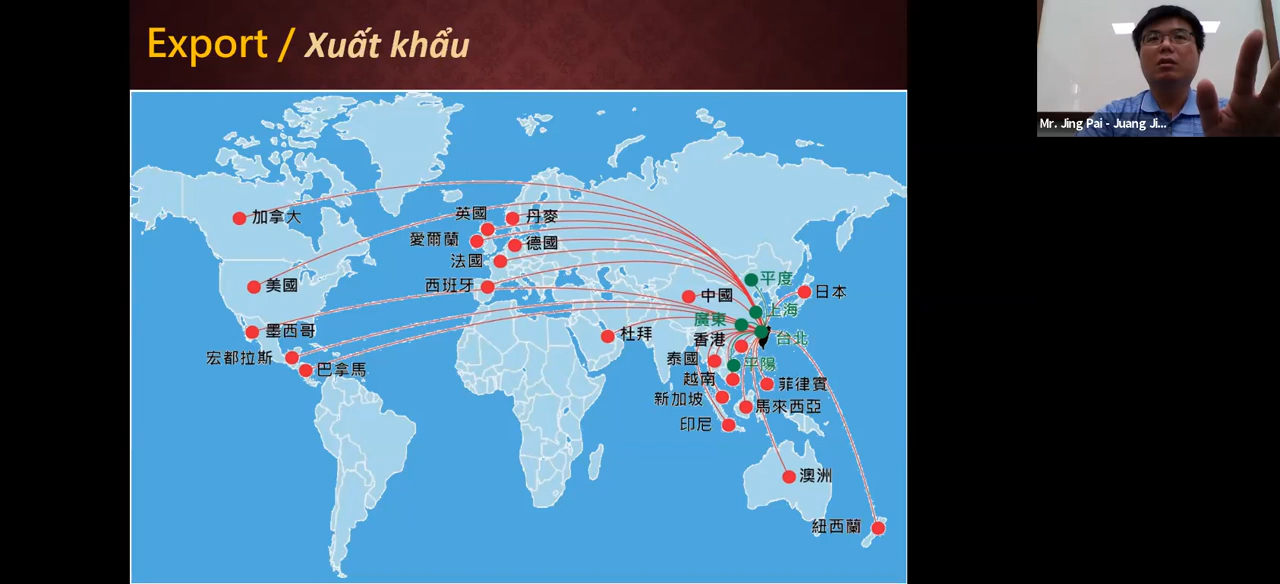 Export / Xuất khẩu
Mr. Jing Pai - Juang Ji...
加拿大
英國
丹麥
愛爾蘭
德國
法國
美國
西班牙
中國
平度
日本
墨西哥
上海
廣東
杜拜
香港
台北
宏都拉斯
巴拿馬
泰國
平陽
越南
菲律賓
新加坡
馬來西亞
印尼
澳洲
紐西蘭